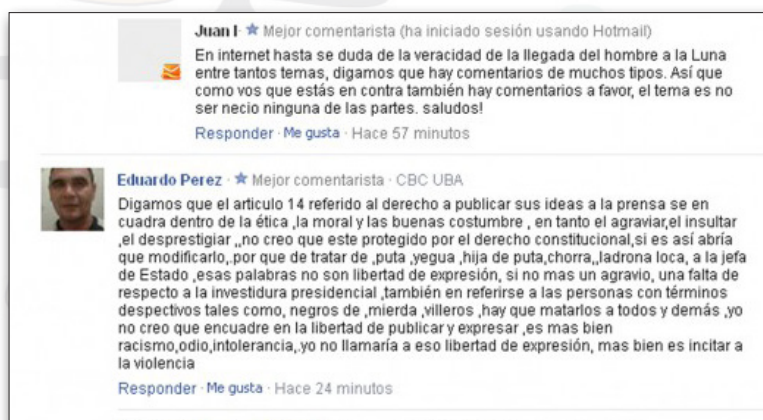 Juan I · Mejor comentarista (ha iniciado sesión usando Hotmail)
En internet hasta se duda de la veracidad de la llegada del hombre a la Luna
entre tantos temas, digamos que hay comentarios de muchos tipos. Así que
como vos que estás en contra también hay comentarios a favor, el tema es no
ser necio ninguna de las partes. saludos!
Responder · Me gusta · Hace 57 minutos
Eduardo Perez · Mejor comentarista · CBC UBA
Digamos que el articulo 14 referido al derecho a publicar sus ideas a la prensa se en
cuadra dentro de la ética ,la moral y las buenas costumbre , en tanto el agraviar,el insultar
,el desprestigiar ,,no creo que este protegido por el derecho constitucional,si es así abría
que modificarlo,.por que de tratar de ,puta ,yegua ,hija de puta,chorra,,ladrona loca, a la jefa
de Estado ,esas palabras no son libertad de expresión, si no mas un agravio, una falta de
respeto a la investidura presidencial ,también en referirse a las personas con términos
despectivos tales como, negros de ,mierda ,villeros ,hay que matarlos a todos y demás ,yo
no creo que encuadre en la libertad de publicar y expresar ,es mas bien
racismo,odio,intolerancia,.yo no llamaría a eso libertad de expresión, mas bien es incitar a
la violencia
Responder · Me gusta · Hace 24 minutos